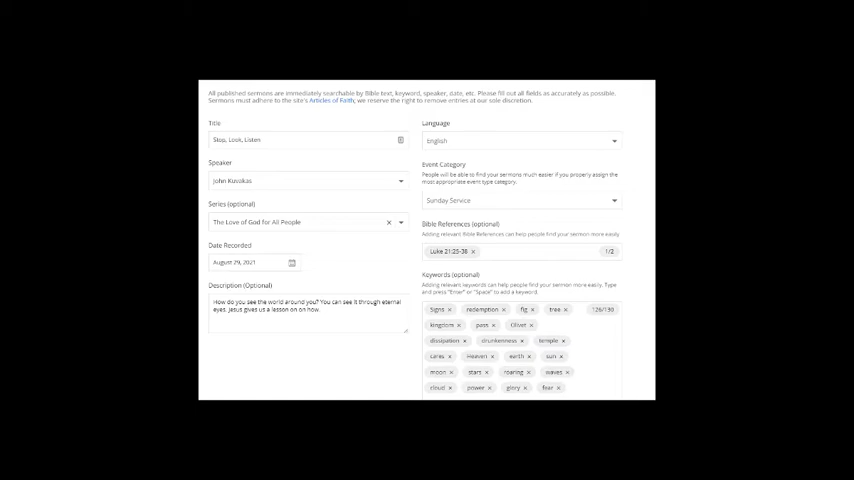 All published sermons are immediately searchable by Bible text, keyword, speaker, date, etc. Please fill out all fields as accurately as possible.
Sermons must adhere to the site's Articles of Faith; we reserve the right to remove entries at our sole discretion.
Title
Stop, Look, Listen
Speaker
John Kuvakas
Series (optional)
The Love of God for All People
Date Recorded
August 29, 2021
Description (Optional)
How do you see the world around you? You can see it through eternal
eyes. Jesus gives us a lesson on on how.
Language
English
Event Category
People will be able to find your sermons much easier if you properly assign the
most appropriate event type category.
Sunday Service
Bible References (optional)
Adding relevant Bible References can help people find your sermon more easily.
Luke 21:25-38 × 1/2
Keywords (optional)
Adding relevant keywords can help people find your sermon more easily. Type
and press "Enter" or "Space" to add a keyword.
Signs × redemption × fig × tree × 126/130
kingdom × pass × Olivet ×
dissipation × drunkenness × temple ×
cares × Heaven × earth × sun ×
moon × stars × roaring × waves ×
cloud × power × glory × fear ×